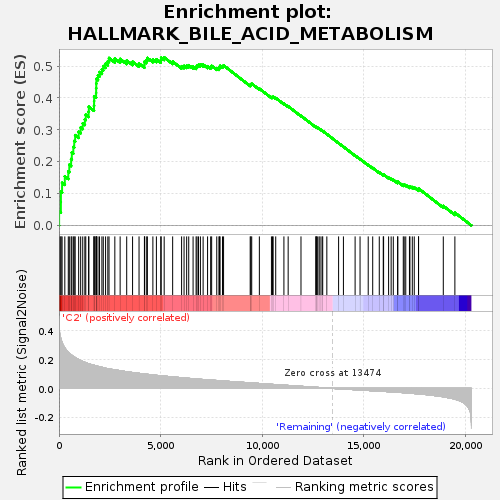 Enrichment plot:
HALLMARK_BILE_ACID_METABOLISM
Enrichment score (ES)
0.5
0.4
0.3
0.2
0.1
0.0
'C2' (positively correlated)
Ranked list metric (Signal2Noise)
0.4
0.2
0.0
-0.2
Zero cross at 13474
'Remaining' (negatively correlated)
0
5,000
10,000
15,000
20,000
Rank in Ordered Dataset
Enrichment profile
Hits
Ranking metric scores